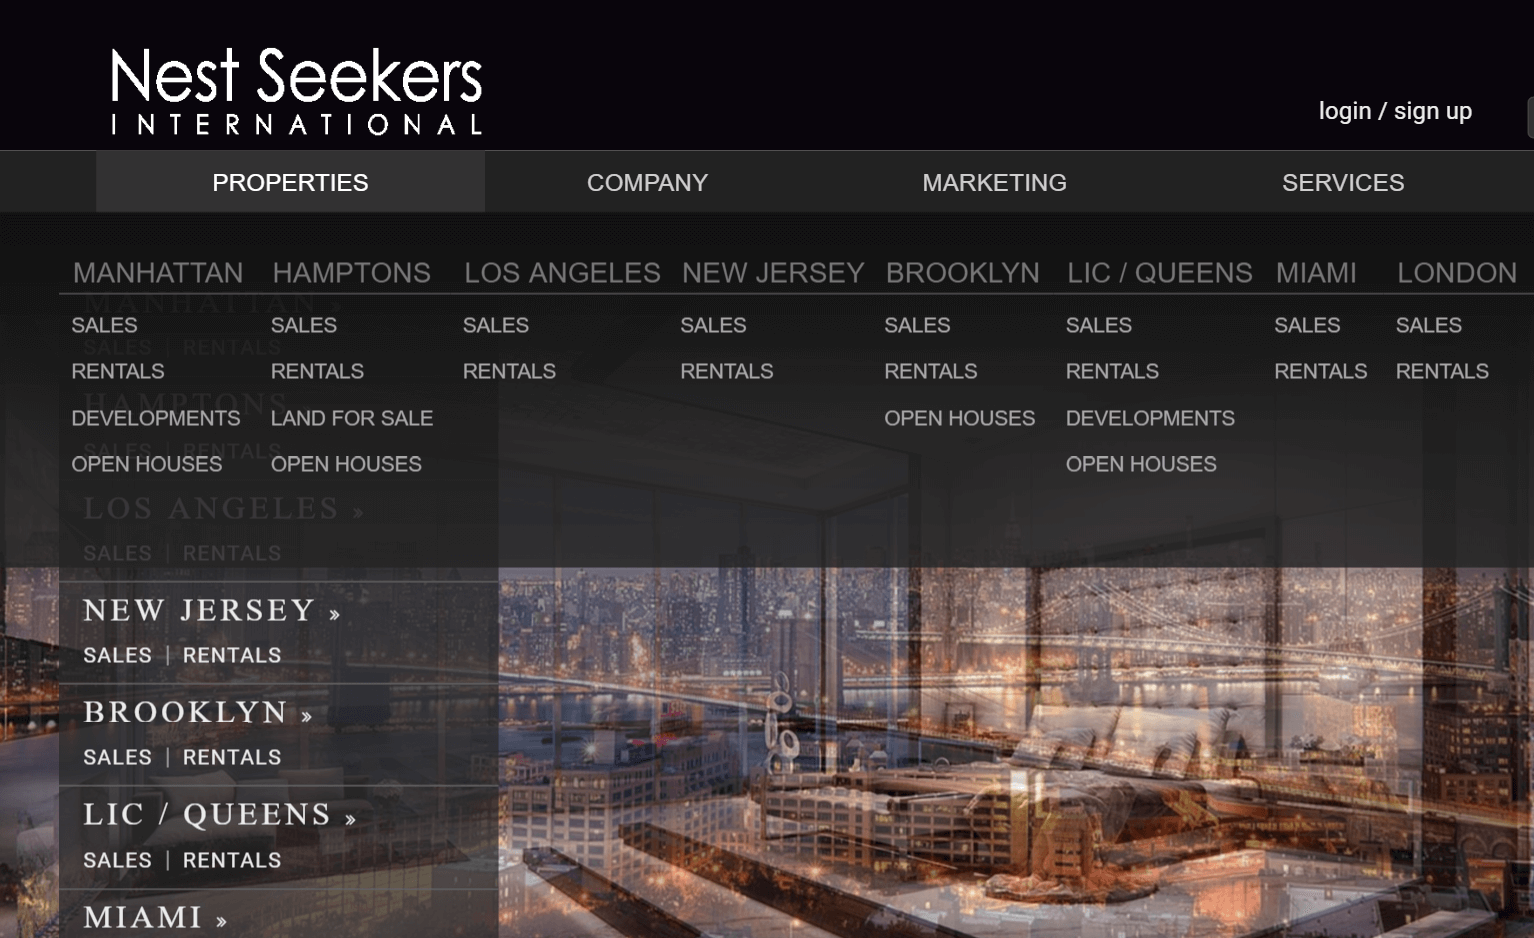 Nest Seekers
INTERNATIONAL
login / sign up
PROPERTIES COMPANY MARKETING SERVICES
MANHATTAN HAMPTONS LOS ANGELES NEW JERSEY BROOKLYN LIC / QUEENS MIAMI LONDON
SALES SALES SALES SALES SALES SALES SALES SALES
RENTALS RENTALS RENTALS RENTALS RENTALS RENTALS RENTALS RENTALS
DEVELOPMENTS LAND FOR SALE OPEN HOUSES DEVELOPMENTS
OPEN HOUSES OPEN HOUSES OPEN HOUSES
MANHATTAN »
SALES | RENTALS
HAMPTONS
SALES | RENTALS
LOS ANGELES »
SALES | RENTALS
NEW JERSEY »
SALES | RENTALS
BROOKLYN »
SALES | RENTALS
LIC / QUEENS »
SALES | RENTALS
MIAMI »